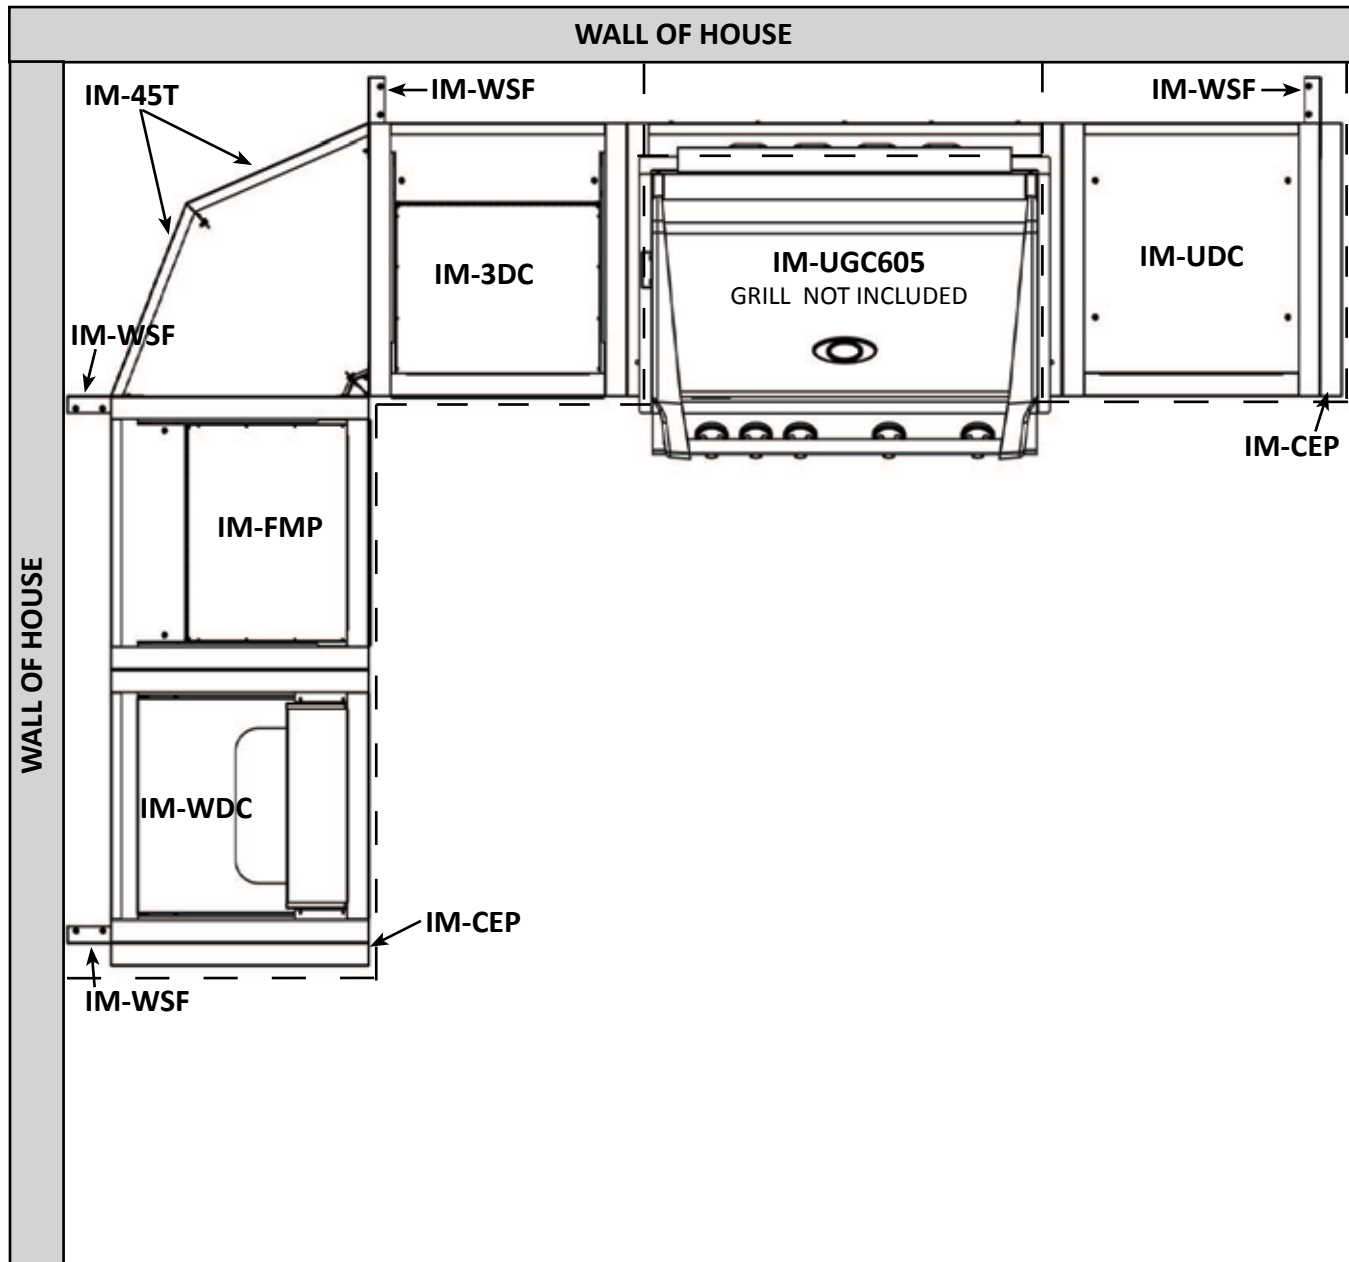 WALL OF HOUSE
IM-45T
IM-WSF
IM-WSF
IM-3DC
IM-UGC605
GRILL NOT INCLUDED
IM-UDC
IM-WSF
IM-CEP
IM-FMP
WALL OF HOUSE
IM-WDC
IM-CEP
IM-WSF